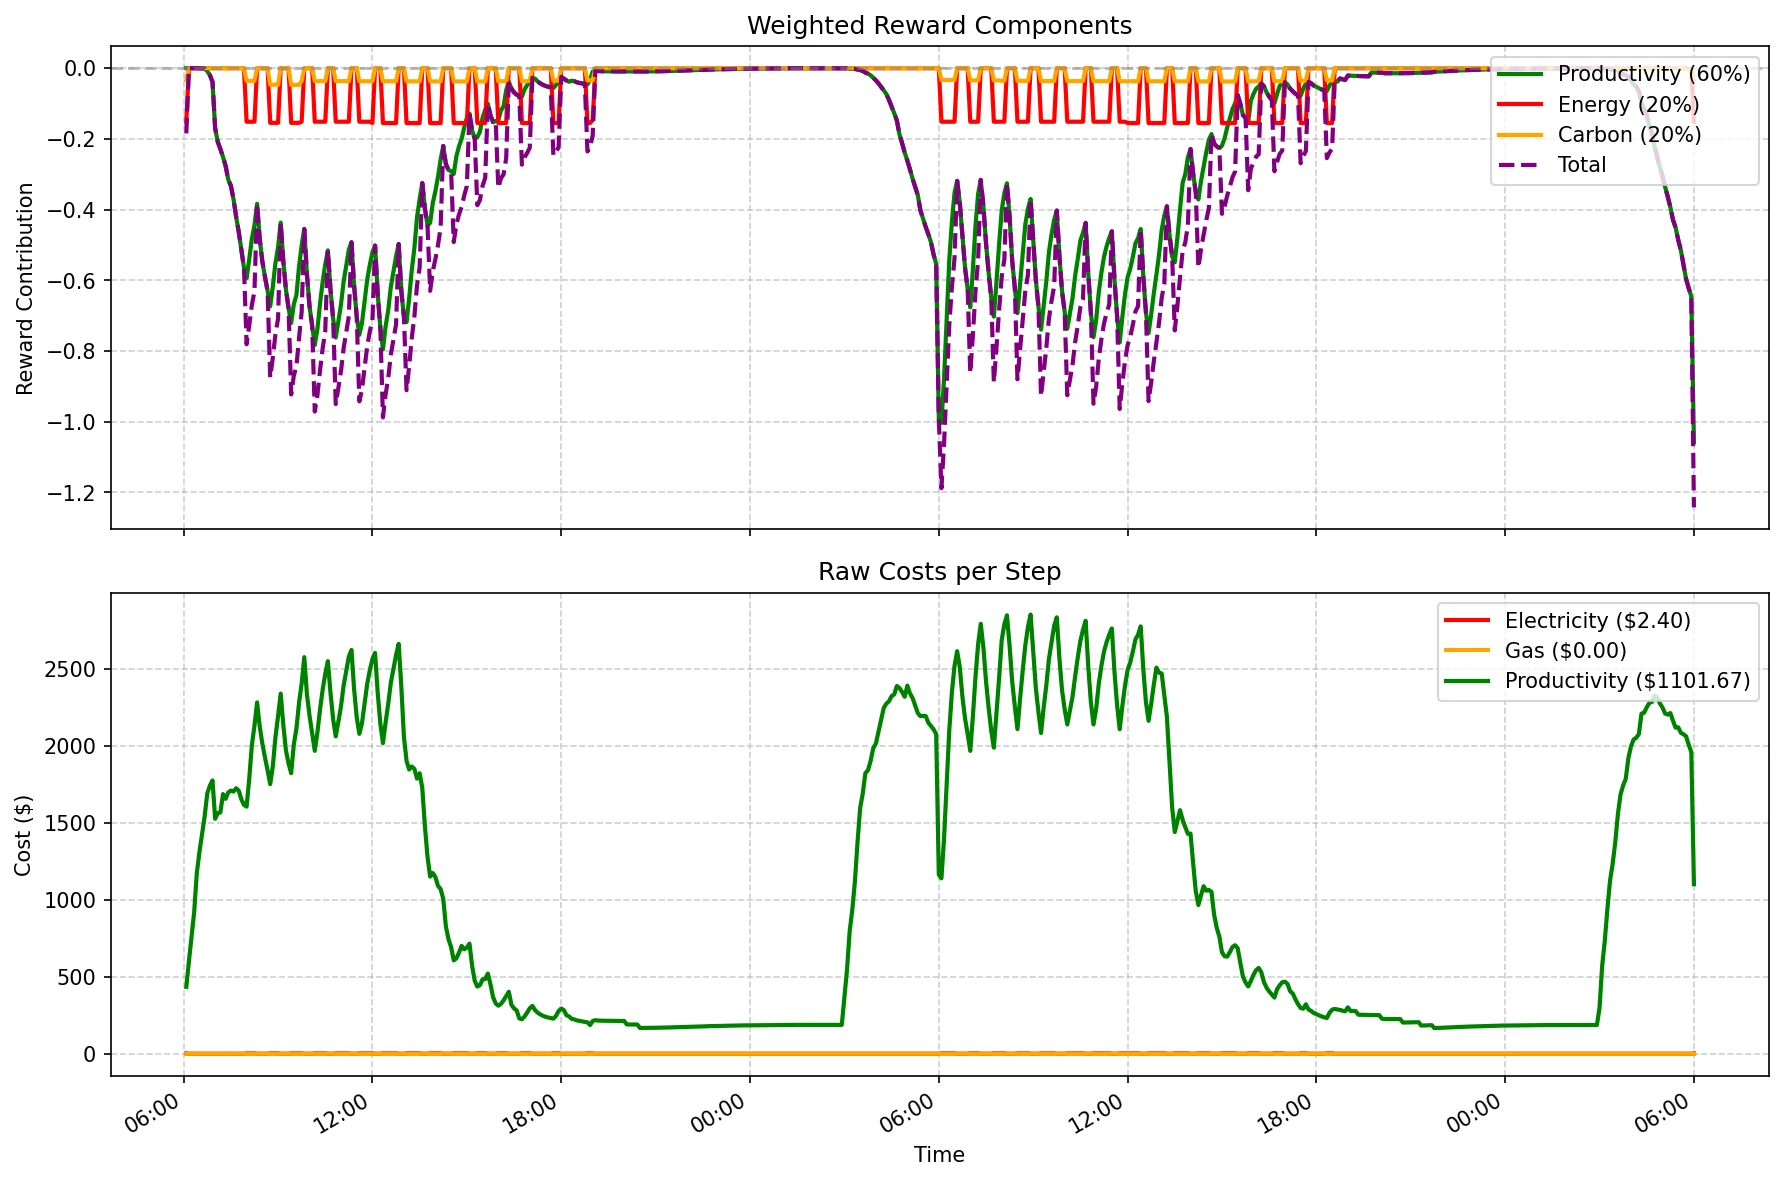 Weighted Reward Components
0.0
−0.2
−0.4
−0.6
−0.8
−1.0
−1.2
Reward Contribution
Productivity (60%)
Energy (20%)
Carbon (20%)
Total
Raw Costs per Step
2500
2000
1500
1000
500
0
Cost ($)
Electricity ($2.40)
Gas ($0.00)
Productivity ($1101.67)
06:00
12:00
18:00
00:00
06:00
12:00
18:00
00:00
06:00
Time